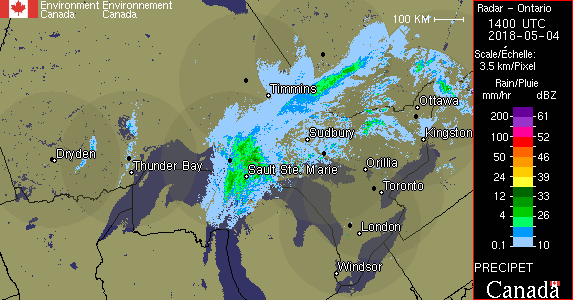 Environment Environnement
Canada Canada
100 KM
Timmins
Ottawa
Sudbury
Kingston
Dryden
Thunder Bay
Sault Ste. Marie
Orillia
Toronto
London
Windsor
Radar - Ontario
1400 UTC
2018-05-04
Scale/Échelle:
3.5 km/Pixel
Rain/Pluie
mm/hr dBZ
200 61
100 52
50 46
24 39
12 33
4 26
0.1 10
PRECIPET
Canada